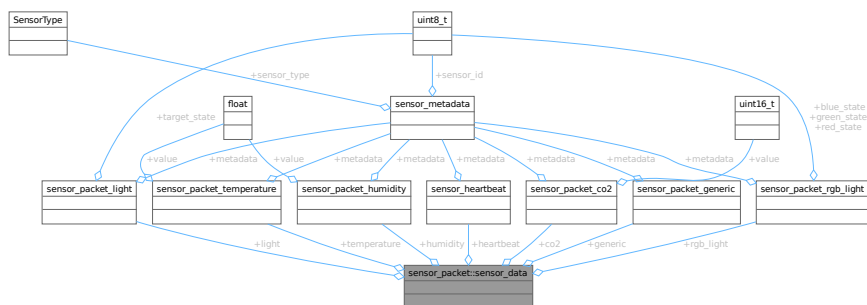 SensorType
uint8_t
+sensor_type
+sensor_id
float
sensor_metadata
uint16_t
+target_state
+blue_state
+green_state
+red_state
+value
+metadata
+metadata
+value
+metadata
+metadata
+metadata
+metadata
+value
+metadata
sensor_packet_light
sensor_packet_temperature
sensor_packet_humidity
sensor_heartbeat
sensor_packet_co2
sensor_packet_generic
sensor_packet_rgb_light
+light
+temperature
+humidity
+heartbeat
+co2
+generic
+rgb_light
sensor_packet::sensor_data